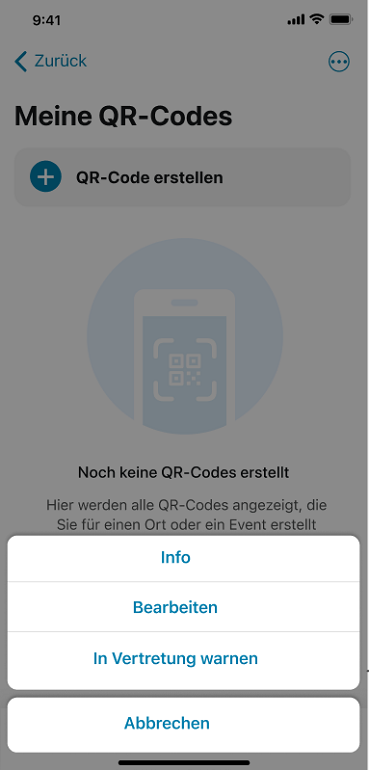 9:41
Zurück
Meine QR-Codes
QR-Code erstellen
Noch keine QR-Codes erstellt
Hier werden alle QR-Codes angezeigt, die
Sie für einen Ort oder ein Event erstellt
Info
Bearbeiten
In Vertretung warnen
Abbrechen